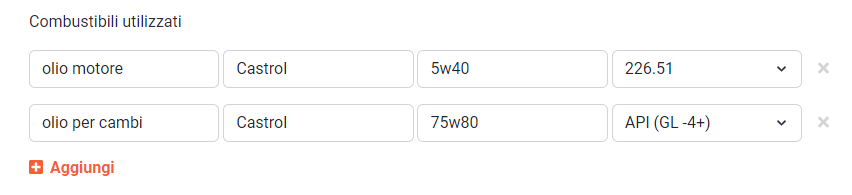 Combustibili utilizzati
olio motore Castrol 5w40 226.51
olio per cambi Castrol 75w80 API (GL -4+)
Aggiungi